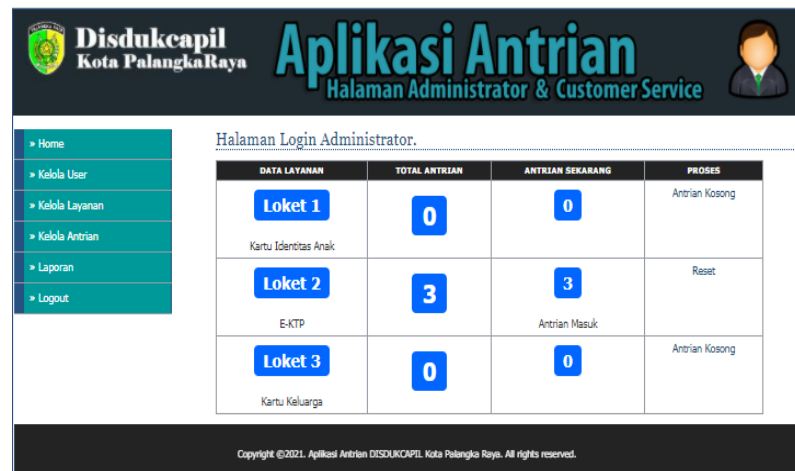 Disdukcapil
Kota PalangkaRaya
Aplikasi Antrian
Halaman Administrator & Customer Service
» Home
» Kelola User
» Kelola Layanan
» Kelola Antrian
» Laporan
» Logout
Halaman Login Administrator.
DATA LAYANAN TOTAL ANTRIAN ANTRIAN SEKARANG PROSES
Loket 1 0 0 Antrian Kosong
Kartu Identitas Anak
Loket 2 3 3 Reset
E-KTP Antrian Masuk
Loket 3 0 0 Antrian Kosong
Kartu Keluarga
Copyright ©2021. Aplikasi Antrian DISDUKCAPIL Kota Palangka Raya. All rights reserved.